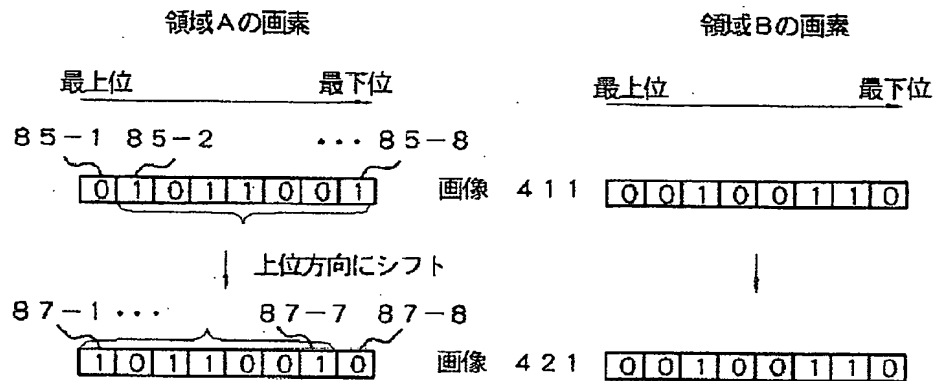 領域Aの画素 領域Bの画素
最上位 最下位 最上位 最下位
85-1 85-2 ・・・ 85-8
0 1 0 1 1 0 0 1 画像 411 0 0 1 0 0 1 1 0
上位方向にシフト
87-1 ・・・ 87-7 87-8
1 0 1 1 0 0 1 0 画像 421 0 0 1 0 0 1 1 0